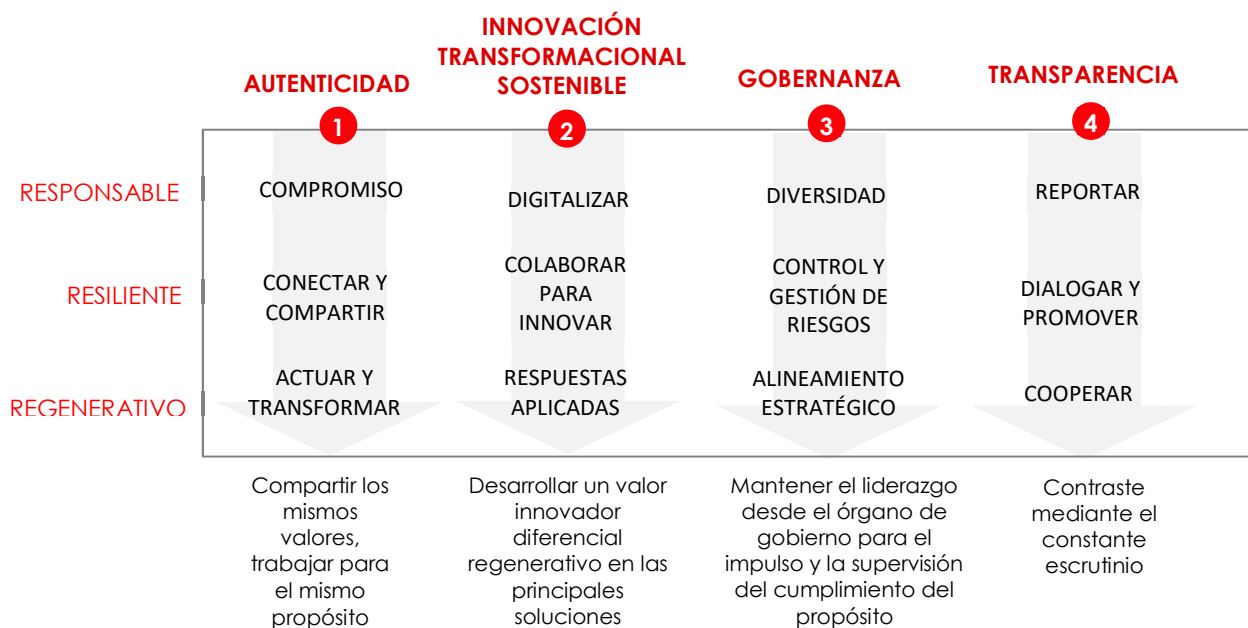 AUTENTICIDAD
INNOVACIÓN
TRANSFORMACIONAL
SOSTENIBLE
GOBERNANZA
TRANSPARENCIA
1
2
3
4
RESPONSABLE
COMPROMISO
DIGITALIZAR
DIVERSIDAD
REPORTAR
RESILIENTE
CONECTAR Y
COMPARTIR
COLABORAR
PARA
INNOVAR
CONTROL Y
GESTIÓN DE
RIESGOS
DIALOGAR Y
PROMOVER
REGENERATIVO
ACTUAR Y
TRANSFORMAR
RESPUESTAS
APLICADAS
ALINEAMIENTO
ESTRATÉGICO
COOPERAR
Compartir los
mismos
valores,
trabajar para
el mismo
propósito
Desarrollar un valor
innovador
diferencial
regenerativo en las
principales
soluciones
Mantener el liderazgo
desde el órgano de
gobierno para el
impulso y la supervisión
del cumplimiento del
propósito
Contraste
mediante el
constante
escrutinio